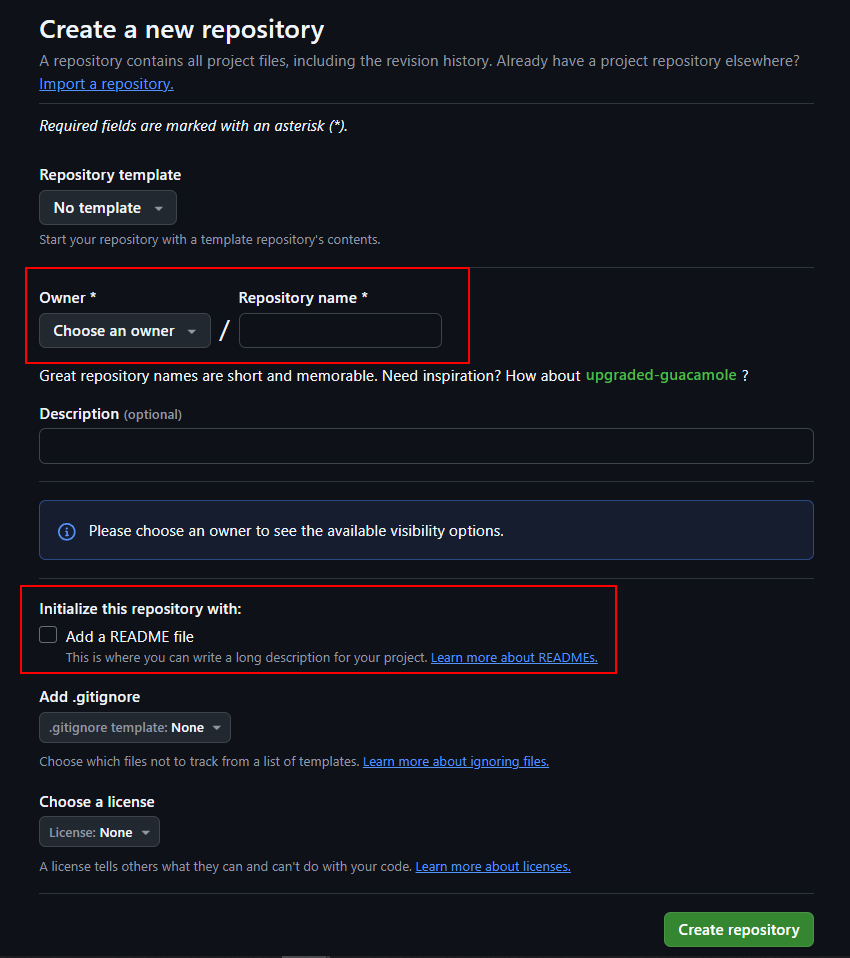 Create a new repository
A repository contains all project files, including the revision history. Already have a project repository elsewhere?
Import a repository.
Required fields are marked with an asterisk (*).
Repository template
No template
Start your repository with a template repository's contents.
Owner * Repository name *
Choose an owner /
Great repository names are short and memorable. Need inspiration? How about upgraded-guacamole ?
Description (optional)
Please choose an owner to see the available visibility options.
Initialize this repository with:
Add a README file
This is where you can write a long description for your project. Learn more about READMEs.
Add .gitignore
.gitignore template: None
Choose which files not to track from a list of templates. Learn more about ignoring files.
Choose a license
License: None
A license tells others what they can and can't do with your code. Learn more about licenses.
Create repository